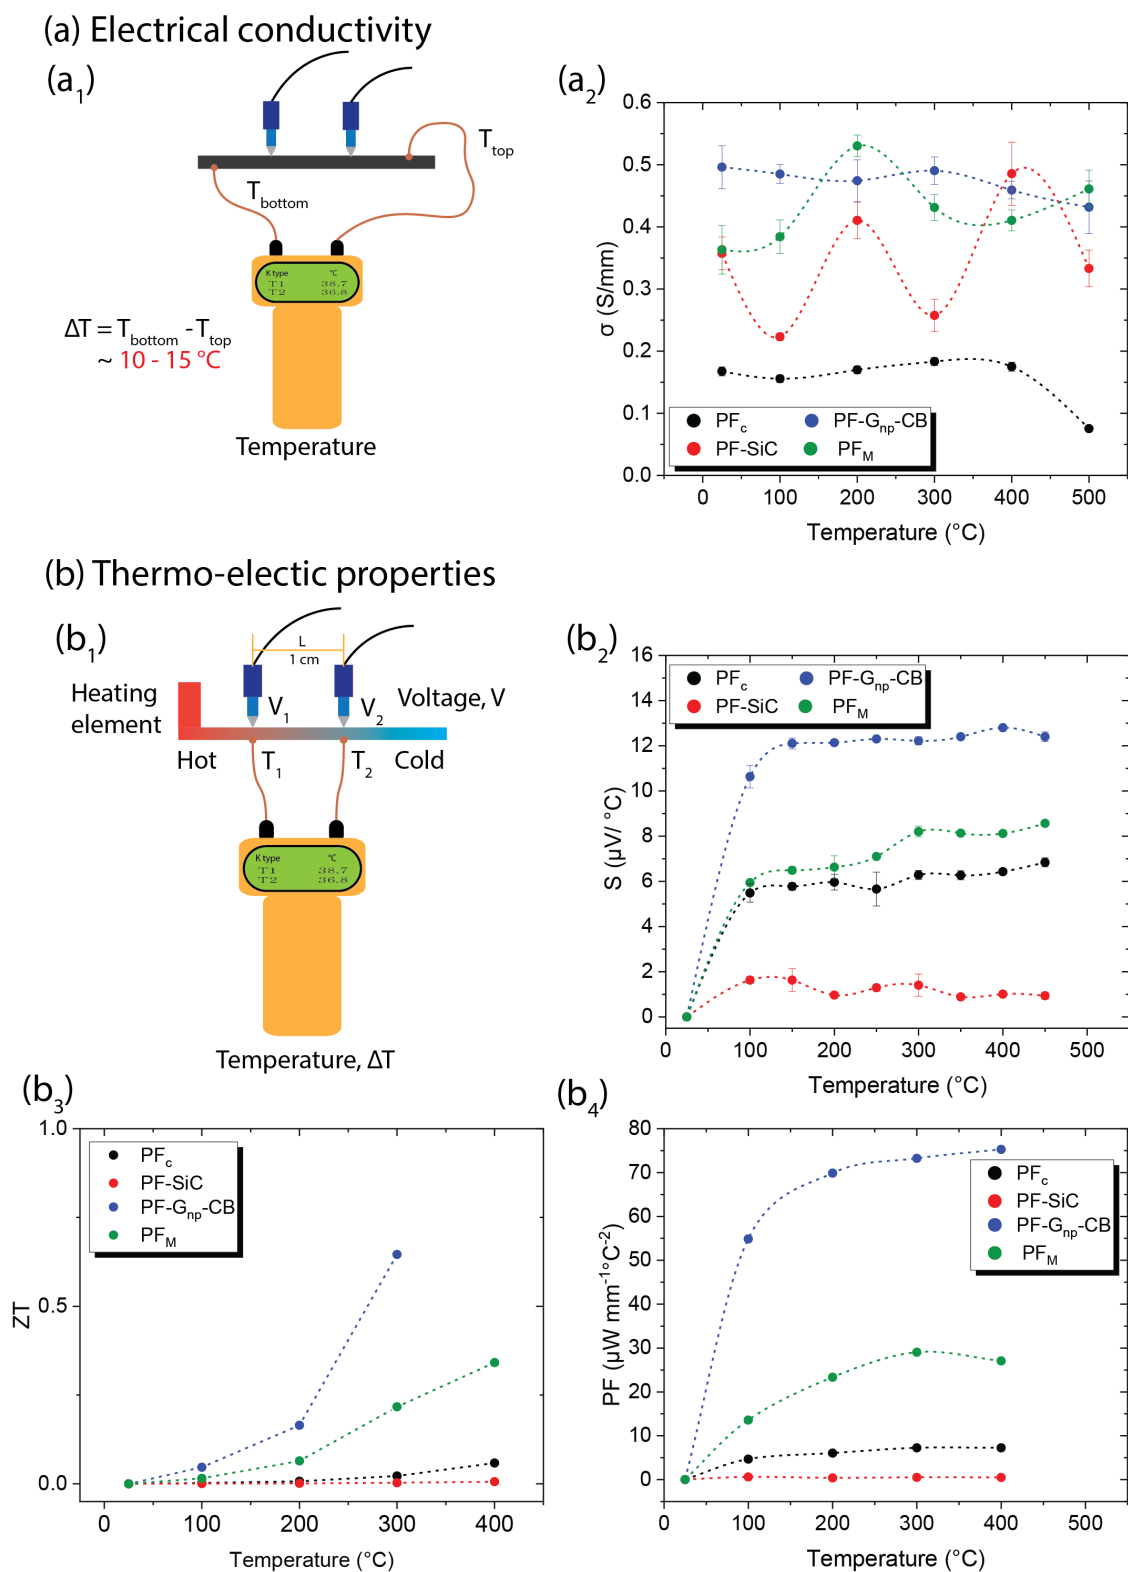 (a) Electrical conductivity
(a1)
Ttop
Tbottom
K type °C
T1 38.7
T2 36.8
ΔT = Tbottom - Ttop
~ 10 - 15 °C
Temperature
(a2)
0.6
0.5
0.4
0.3
0.2
0.1
0.0
σ (S/mm)
PFc
PF-Gnp-CB
PF-SiC
PFM
0 100 200 300 400 500
Temperature (°C)
(b) Thermo-electic properties
(b1)
L
1 cm
Heating
element
V1
V2
Voltage, V
Hot
T1
T2
Cold
K type °C
T1 38.7
T2 36.8
Temperature, ΔT
(b2)
16
14
12
10
8
6
4
2
0
S (µV/ °C)
PFc
PF-Gnp-CB
PF-SiC
PFM
0 100 200 300 400 500
Temperature (°C)
(b3)
1.0
0.5
0.0
ZT
PFc
PF-SiC
PF-Gnp-CB
PFM
0 100 200 300 400
Temperature (°C)
(b4)
80
70
60
50
40
30
20
10
0
PF (µW mm-1°C-2)
PFc
PF-SiC
PF-Gnp-CB
PFM
0 100 200 300 400 500
Temperature (°C)